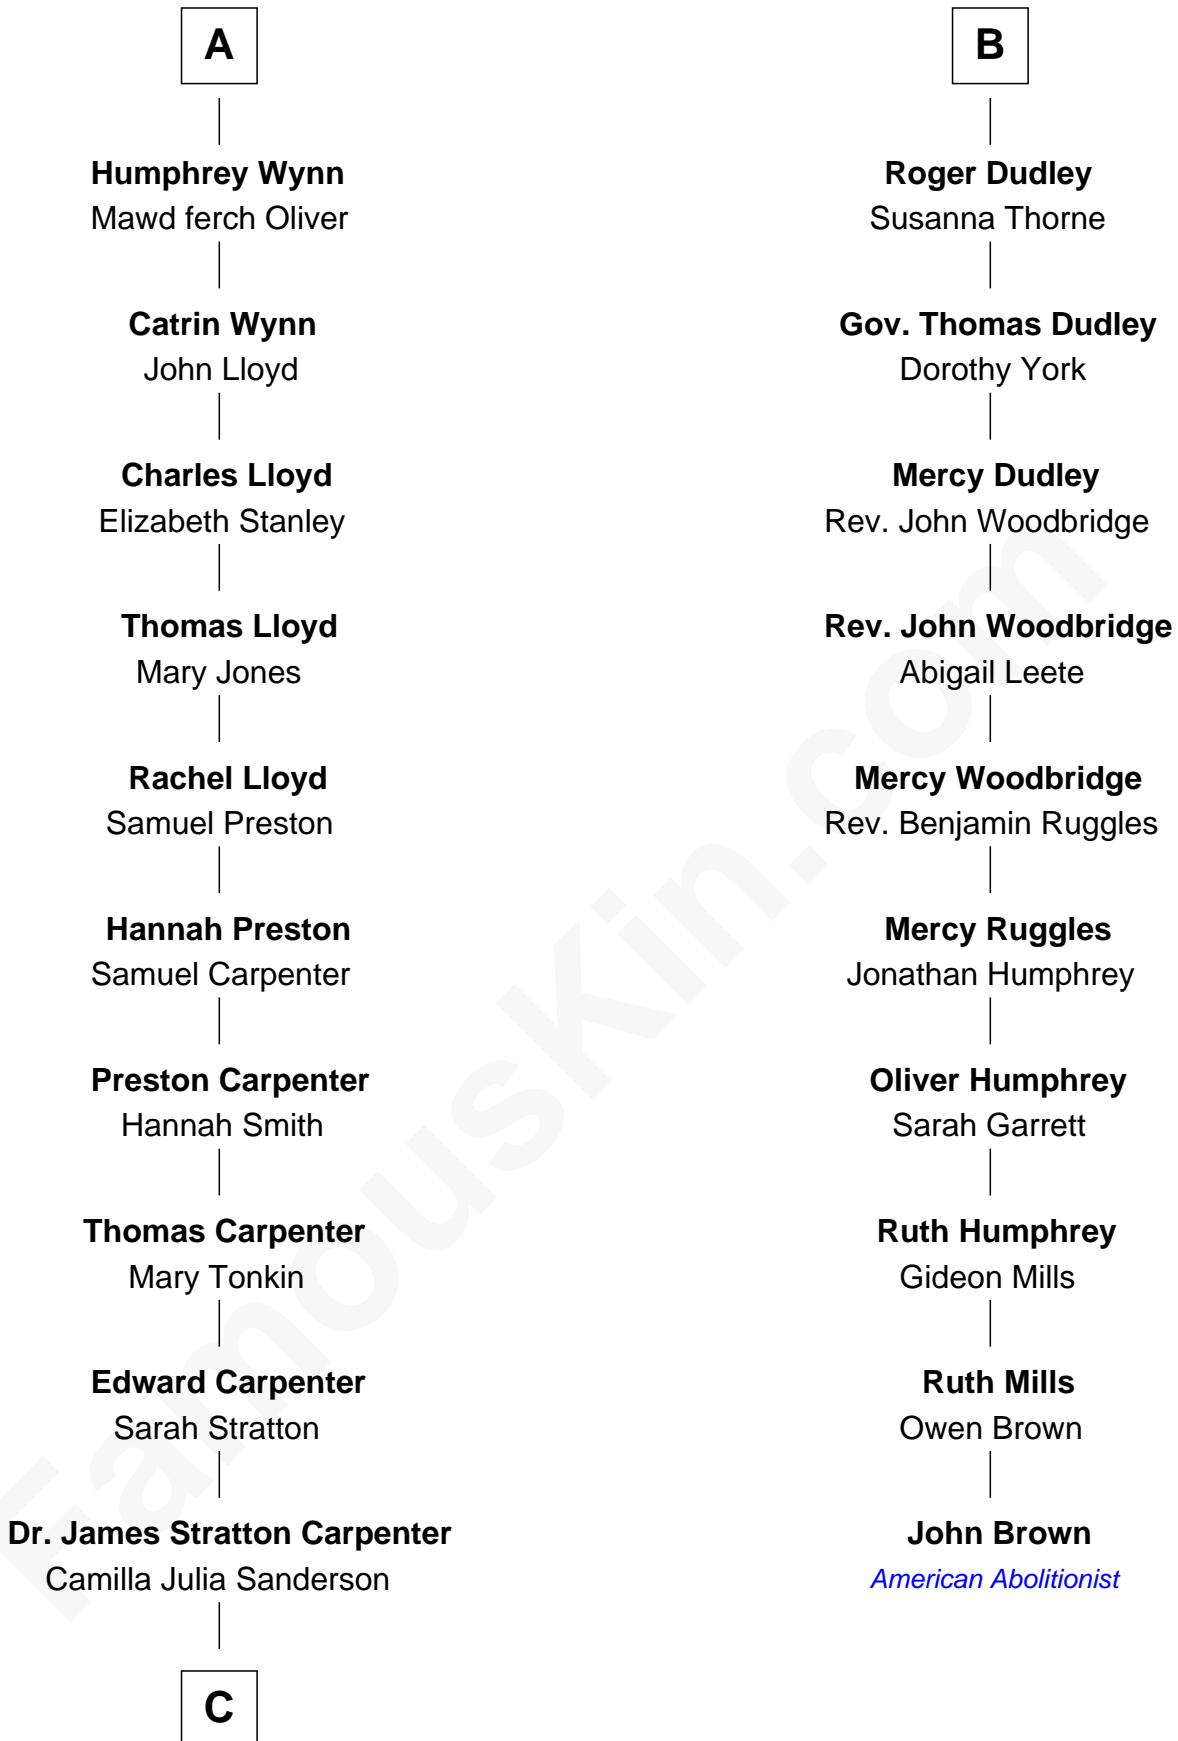 A
Humphrey Wynn
Mawd ferch Oliver
Catrin Wynn
John Lloyd
Charles Lloyd
Elizabeth Stanley
Thomas Lloyd
Mary Jones
Rachel Lloyd
Samuel Preston
Hannah Preston
Samuel Carpenter
Preston Carpenter
Hannah Smith
Thomas Carpenter
Mary Tonkin
Edward Carpenter
Sarah Stratton
Dr. James Stratton Carpenter
Camilla Julia Sanderson
C
B
Roger Dudley
Susanna Thorne
Gov. Thomas Dudley
Dorothy York
Mercy Dudley
Rev. John Woodbridge
Rev. John Woodbridge
Abigail Leete
Mercy Woodbridge
Rev. Benjamin Ruggles
Mercy Ruggles
Jonathan Humphrey
Oliver Humphrey
Sarah Garrett
Ruth Humphrey
Gideon Mills
Ruth Mills
Owen Brown
John Brown
American Abolitionist
FamousKin.com